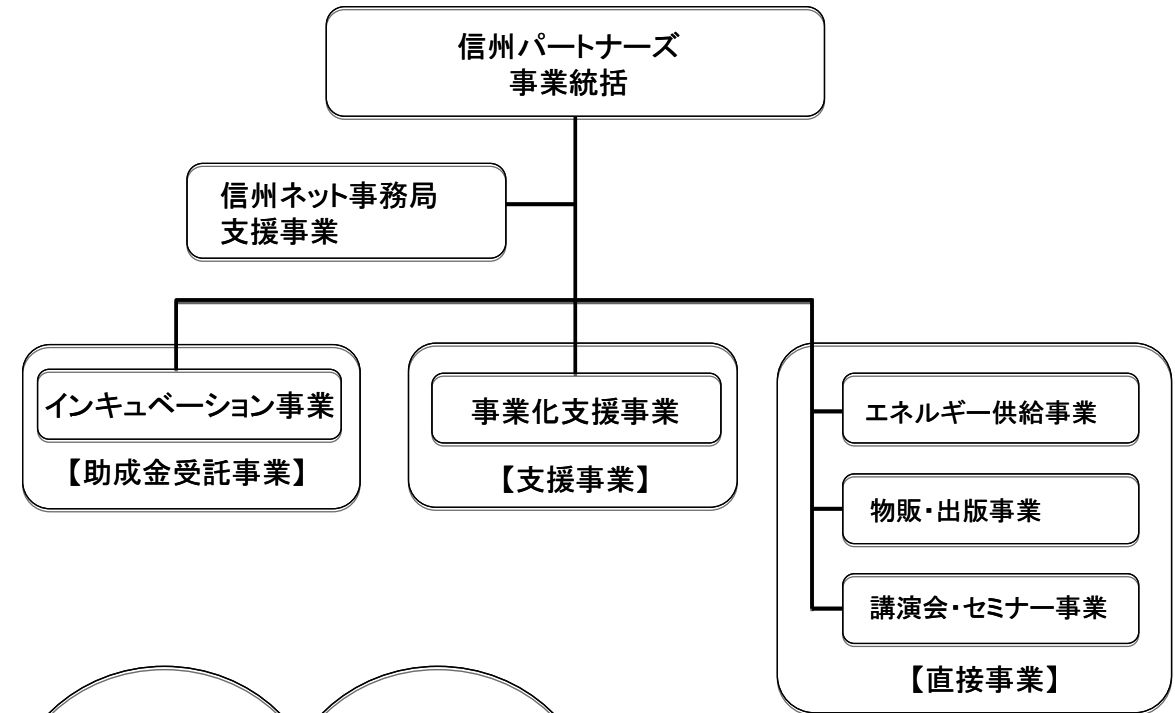 信州パートナーズ
事業統括
信州ネット事務局
支援事業
インキュベーション事業
【助成金受託事業】
事業化支援事業
【支援事業】
エネルギー供給事業
物販・出版事業
講演会・セミナー事業
【直接事業】